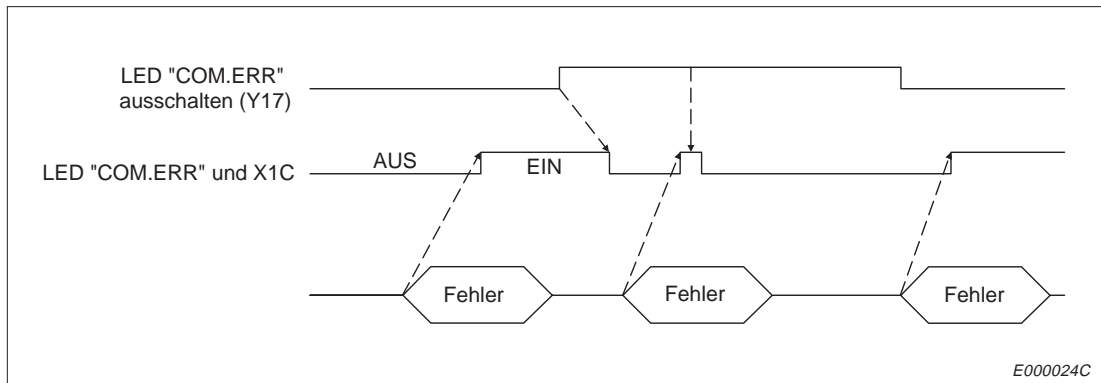 LED "COM.ERR"
ausschalten (Y17)
LED "COM.ERR" und X1C
AUS
EIN
Fehler
Fehler
Fehler
E000024C